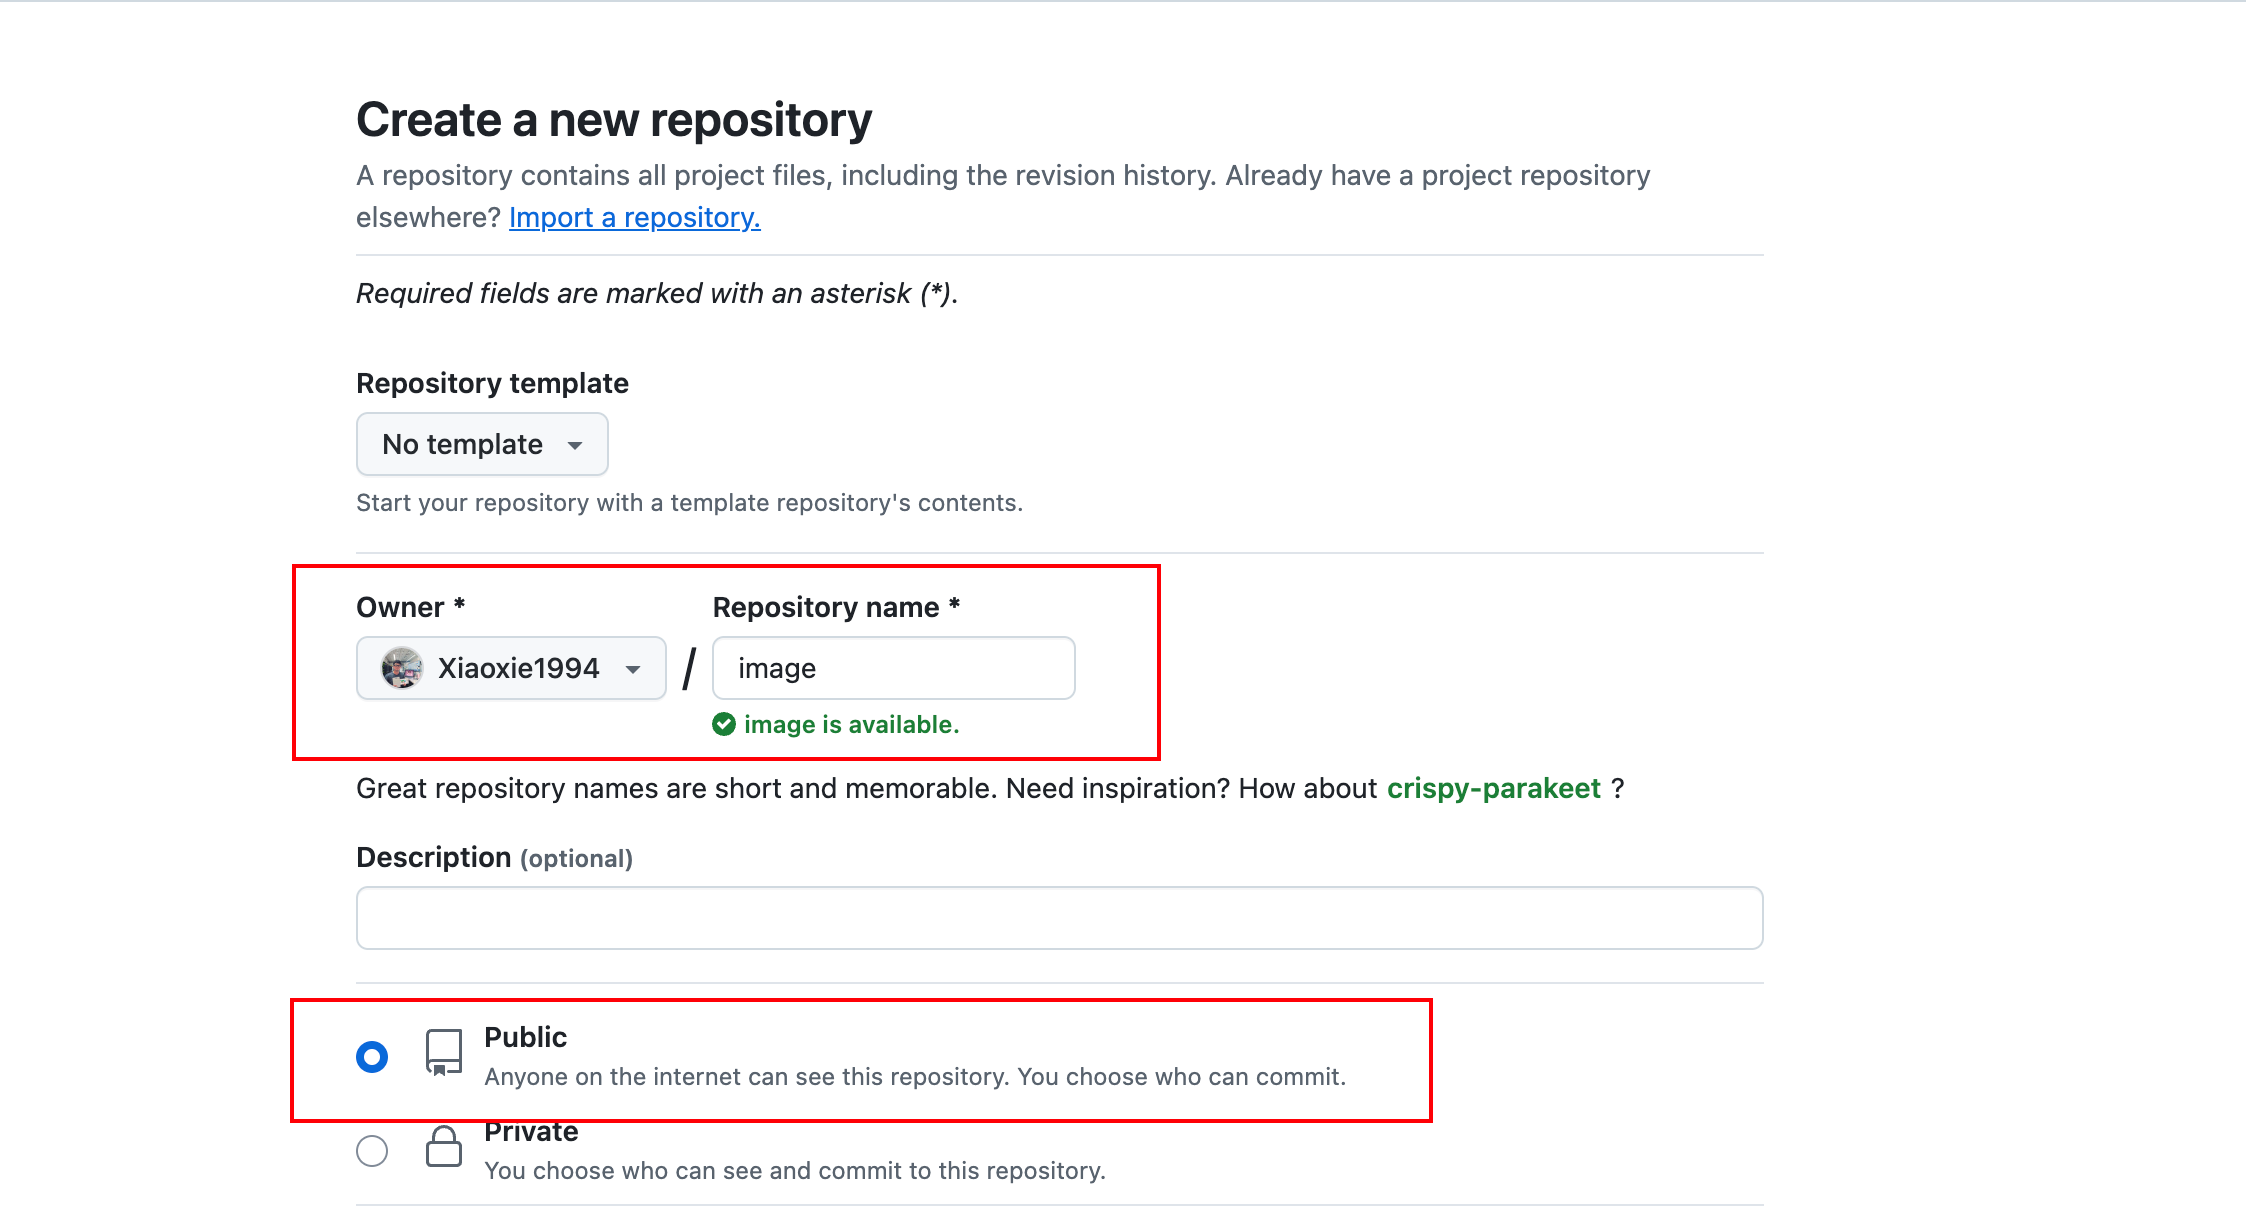 Create a new repository
A repository contains all project files, including the revision history. Already have a project repository
elsewhere? Import a repository.
Required fields are marked with an asterisk (*).
Repository template
No template
Start your repository with a template repository's contents.
Owner * Repository name *
Xiaoxie1994 / image
image is available.
Great repository names are short and memorable. Need inspiration? How about crispy-parakeet ?
Description (optional)
Public
Anyone on the internet can see this repository. You choose who can commit.
Private
You choose who can see and commit to this repository.